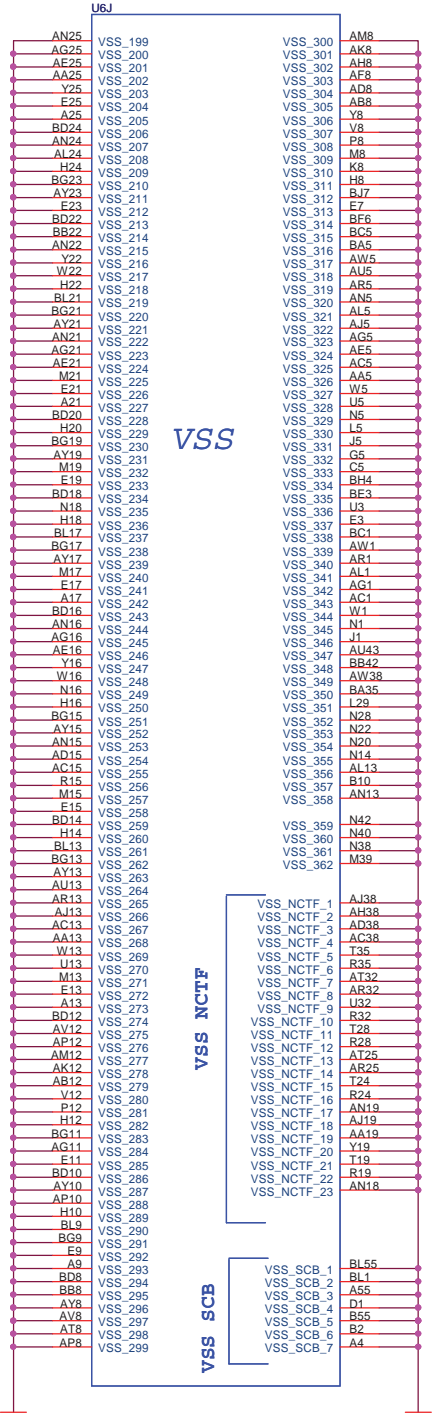 U6J
AN25 VSS_199
AG25 VSS_200
AE25 VSS_201
AA25 VSS_202
Y25 VSS_203
E25 VSS_204
A25 VSS_205
BD24 VSS_206
AN24 VSS_207
AL24 VSS_208
H24 VSS_209
BG23 VSS_210
AY23 VSS_211
E23 VSS_212
BD22 VSS_213
BB22 VSS_214
AN22 VSS_215
Y22 VSS_216
W22 VSS_217
H22 VSS_218
BL21 VSS_219
BG21 VSS_220
AY21 VSS_221
AN21 VSS_222
AG21 VSS_223
AE21 VSS_224
M21 VSS_225
E21 VSS_226
A21 VSS_227
BD20 VSS_228
H20 VSS_229
BG19 VSS_230
AY19 VSS_231
M19 VSS_232
E19 VSS_233
BD18 VSS_234
N18 VSS_235
H18 VSS_236
BL17 VSS_237
BG17 VSS_238
AY17 VSS_239
M17 VSS_240
E17 VSS_241
A17 VSS_242
BD16 VSS_243
AN16 VSS_244
AG16 VSS_245
AE16 VSS_246
Y16 VSS_247
W16 VSS_248
N16 VSS_249
H16 VSS_250
BG15 VSS_251
AY15 VSS_252
AN15 VSS_253
AD15 VSS_254
AC15 VSS_255
R15 VSS_256
M15 VSS_257
E15 VSS_258
BD14 VSS_259
H14 VSS_260
BL13 VSS_261
BG13 VSS_262
AY13 VSS_263
AU13 VSS_264
AR13 VSS_265
AJ13 VSS_266
AC13 VSS_267
AA13 VSS_268
W13 VSS_269
U13 VSS_270
M13 VSS_271
E13 VSS_272
A13 VSS_273
BD12 VSS_274
AV12 VSS_275
AP12 VSS_276
AM12 VSS_277
AK12 VSS_278
AB12 VSS_279
V12 VSS_280
P12 VSS_281
H12 VSS_282
BG11 VSS_283
AG11 VSS_284
E11 VSS_285
BD10 VSS_286
AY10 VSS_287
AP10 VSS_288
H10 VSS_289
BL9 VSS_290
BG9 VSS_291
E9 VSS_292
A9 VSS_293
BD8 VSS_294
BB8 VSS_295
AY8 VSS_296
AV8 VSS_297
AT8 VSS_298
AP8 VSS_299
VSS
VSS_300 AM8
VSS_301 AK8
VSS_302 AH8
VSS_303 AF8
VSS_304 AD8
VSS_305 AB8
VSS_306 Y8
VSS_307 V8
VSS_308 P8
VSS_309 M8
VSS_310 K8
VSS_311 H8
VSS_312 BJ7
VSS_313 E7
VSS_314 BF6
VSS_315 BC5
VSS_316 BA5
VSS_317 AW5
VSS_318 AU5
VSS_319 AR5
VSS_320 AN5
VSS_321 AL5
VSS_322 AJ5
VSS_323 AG5
VSS_324 AE5
VSS_325 AC5
VSS_326 AA5
VSS_327 W5
VSS_328 U5
VSS_329 N5
VSS_330 L5
VSS_331 J5
VSS_332 G5
VSS_333 C5
VSS_334 BH4
VSS_335 BE3
VSS_336 U3
VSS_337 E3
VSS_338 BC1
VSS_339 AW1
VSS_340 AR1
VSS_341 AL1
VSS_342 AG1
VSS_343 AC1
VSS_344 W1
VSS_345 N1
VSS_346 J1
VSS_347 AU43
VSS_348 BB42
VSS_349 AW38
VSS_350 BA35
VSS_351 L29
VSS_352 N28
VSS_353 N22
VSS_354 N20
VSS_355 N14
VSS_356 AL13
VSS_357 B10
VSS_358 AN13
VSS_359 N42
VSS_360 N40
VSS_361 N38
VSS_362 M39
VSS NCTF
VSS_NCTF_1 AJ38
VSS_NCTF_2 AH38
VSS_NCTF_3 AD38
VSS_NCTF_4 AC38
VSS_NCTF_5 T35
VSS_NCTF_6 R35
VSS_NCTF_7 AT32
VSS_NCTF_8 AR32
VSS_NCTF_9 U32
VSS_NCTF_10 R32
VSS_NCTF_11 T28
VSS_NCTF_12 R28
VSS_NCTF_13 AT25
VSS_NCTF_14 AR25
VSS_NCTF_15 T24
VSS_NCTF_16 R24
VSS_NCTF_17 AN19
VSS_NCTF_18 AJ19
VSS_NCTF_19 AA19
VSS_NCTF_20 Y19
VSS_NCTF_21 T19
VSS_NCTF_22 R19
VSS_NCTF_23 AN18
VSS SCB
VSS_SCB_1 BL55
VSS_SCB_2 BL1
VSS_SCB_3 A55
VSS_SCB_4 D1
VSS_SCB_5 B55
VSS_SCB_6 B2
VSS_SCB_7 A4